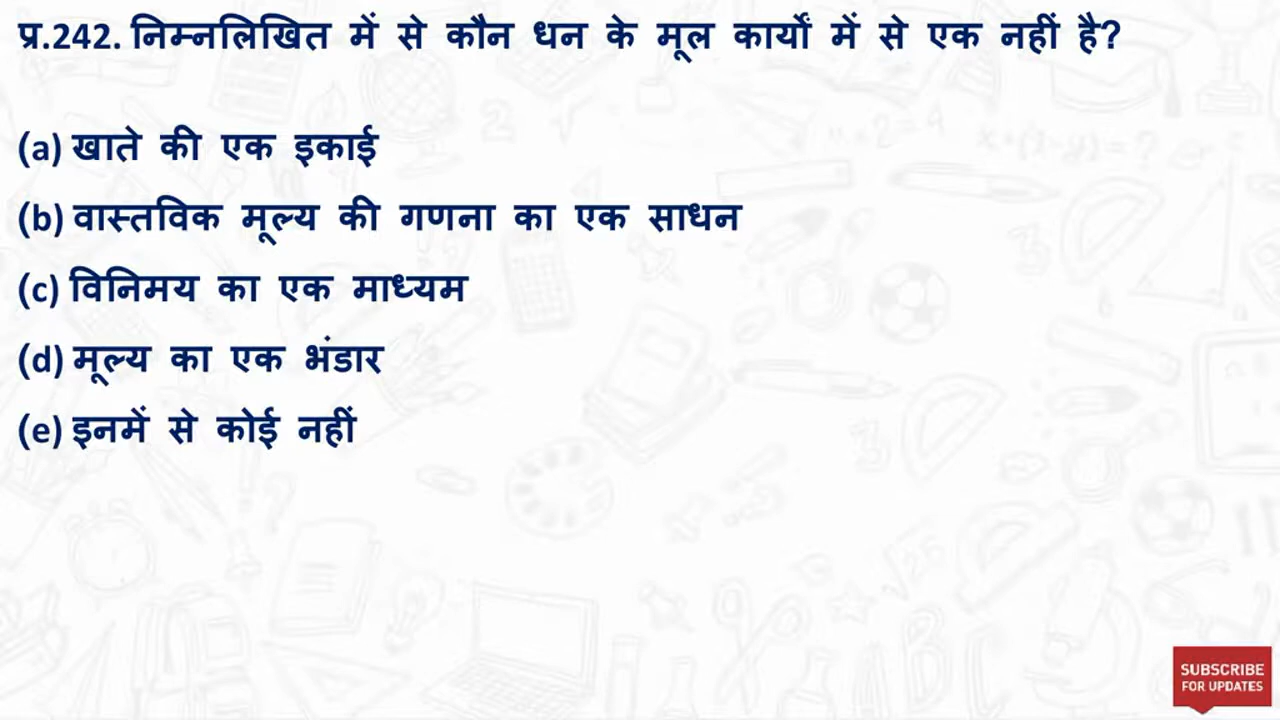 प्र.242. निम्नलिखित में से कौन धन के मूल कार्यों में से एक नहीं है?
(a) खाते की एक इकाई
(b) वास्तविक मूल्य की गणना का एक साधन
(c) विनिमय का एक माध्यम
(d) मूल्य का एक भंडार
(e) इनमें से कोई नहीं
SUBSCRIBE
FOR UPDATES